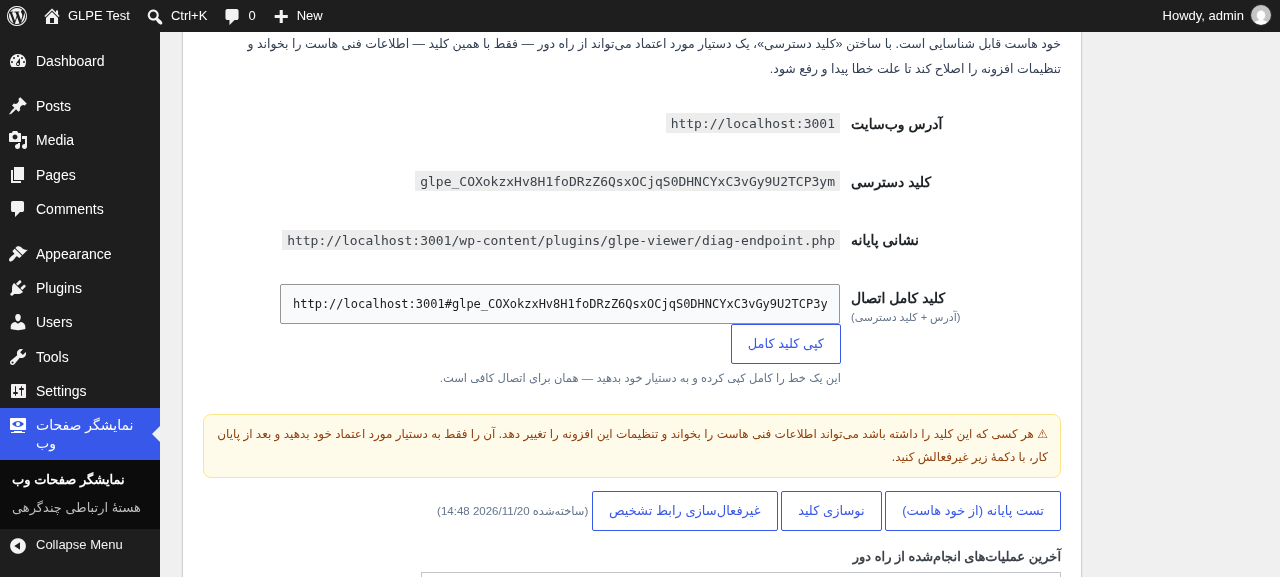 GLPE Test
Ctrl+K
0
New
Howdy, admin
Dashboard
Posts
Media
Pages
Comments
Appearance
Plugins
Users
Tools
Settings
نمایشگر صفحات
وب
نمایشگر صفحات وب
هستهٔ ارتباطی چندگرهی
Collapse Menu
خود هاست قابل شناسایی است. با ساختن «کلید دسترسی»، یک دستیار مورد اعتماد می‌تواند از راه دور — فقط با همین کلید — اطلاعات فنی هاست را بخواند و
تنظیمات افزونه را اصلاح کند تا علت خطا پیدا و رفع شود.
آدرس وب‌سایت
http://localhost:3001
کلید دسترسی
glpe_COXokzxHv8H1foDRzZ6QsxOCjqS0DHNCYxC3vGy9U2TCP3ym
نشانی پایانه
http://localhost:3001/wp-content/plugins/glpe-viewer/diag-endpoint.php
کلید کامل اتصال
(آدرس + کلید دسترسی)
http://localhost:3001#glpe_COXokzxHv8H1foDRzZ6QsxOCjqS0DHNCYxC3vGy9U2TCP3y
کپی کلید کامل
این یک خط را کامل کپی کرده و به دستیار خود بدهید — همان برای اتصال کافی است.
⚠ هر کسی که این کلید را داشته باشد می‌تواند اطلاعات فنی هاست را بخواند و تنظیمات این افزونه را تغییر دهد. آن را فقط به دستیار مورد اعتماد خود بدهید و بعد از پایان
کار، با دکمهٔ زیر غیرفعالش کنید.
تست پایانه (از خود هاست)
نوسازی کلید
غیرفعال‌سازی رابط تشخیص
(ساخته‌شده 2026/11/20 14:48)
آخرین عملیات‌های انجام‌شده از راه دور